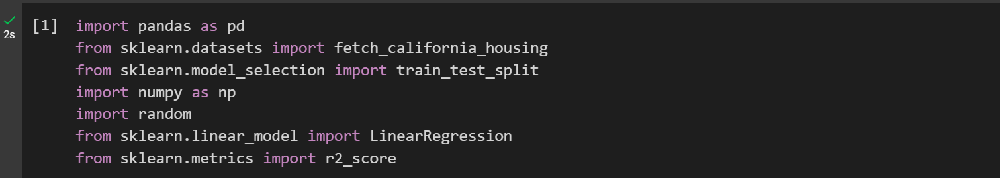 [1] import pandas as pd
2s
from sklearn.datasets import fetch_california_housing
from sklearn.model_selection import train_test_split
import numpy as np
import random
from sklearn.linear_model import LinearRegression
from sklearn.metrics import r2_score